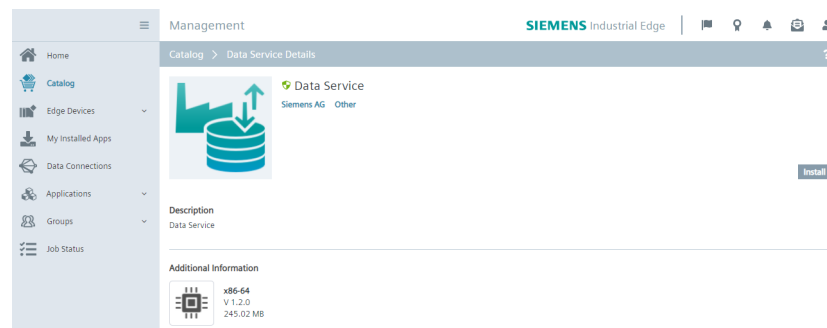 Management
SIEMENS Industrial Edge
Home
Catalog
Edge Devices
My Installed Apps
Data Connections
Applications
Groups
Job Status
Catalog > Data Service Details
?
Data Service
Siemens AG Other
Install
Description
Data Service
Additional Information
x86-64
V 1.2.0
245.02 MB